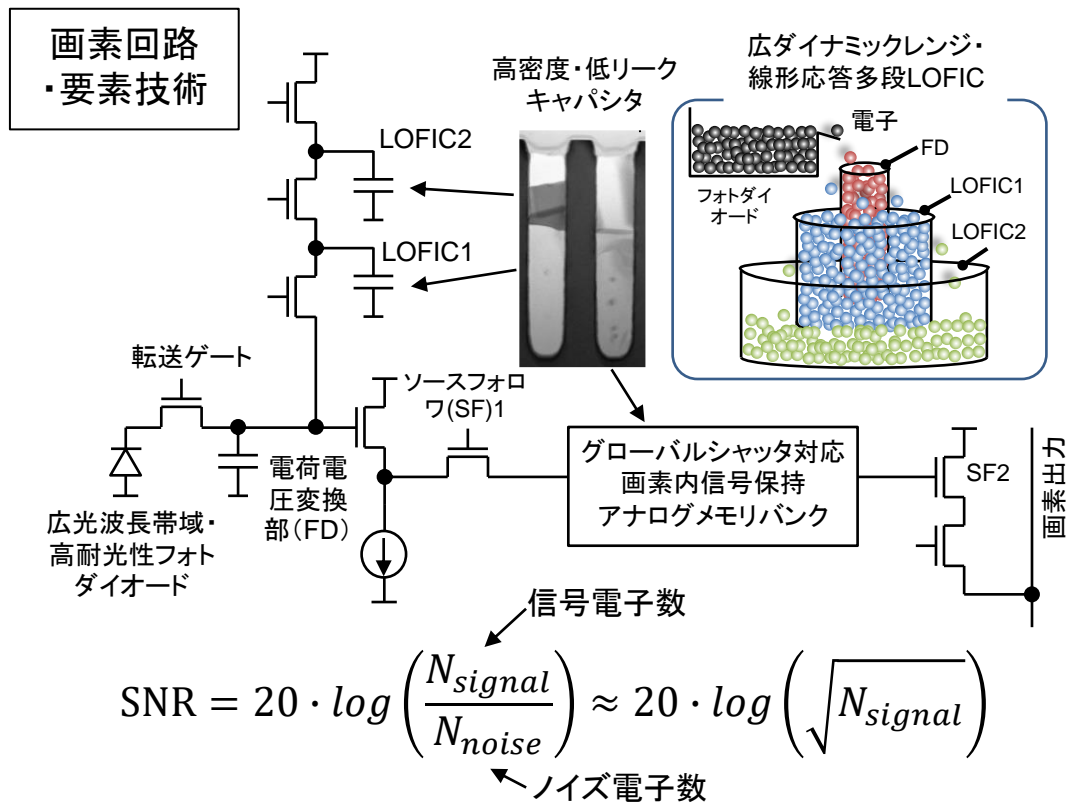 画素回路
・要素技術
高密度・低リーク
キャパシタ
広ダイナミックレンジ・
線形応答多段LOFIC
電子
FD
LOFIC1
LOFIC2
フォトダイ
オード
LOFIC2
LOFIC1
転送ゲート
ソースフォロ
ワ(SF)1
電荷電
圧変換
部(FD)
広光波長帯域・
高耐光性フォト
ダイオード
グローバルシャッタ対応
画素内信号保持
アナログメモリバンク
SF2
画素出力
信号電子数
SNR = 20 · log(N_signal / N_noise) ≈ 20 · log(√N_signal)
ノイズ電子数